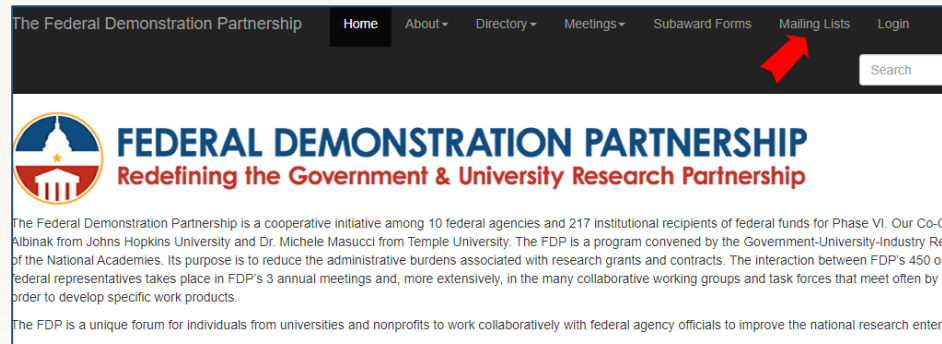 The Federal Demonstration Partnership Home About Directory Meetings Subaward Forms Mailing Lists Login
Search
FEDERAL DEMONSTRATION PARTNERSHIP
Redefining the Government & University Research Partnership
The Federal Demonstration Partnership is a cooperative initiative among 10 federal agencies and 217 institutional recipients of federal funds for Phase VI. Our
Albinak from Johns Hopkins University and Dr. Michele Masucci from Temple University. The FDP is a program convened by the Government-University-Industry
of the National Academies. Its purpose is to reduce the administrative burdens associated with research grants and contracts. The interaction between FDP's 450
federal representatives takes place in FDP's 3 annual meetings and, more extensively, in the many collaborative working groups and task forces that meet often by
order to develop specific work products.
The FDP is a unique forum for individuals from universities and nonprofits to work collaboratively with federal agency officials to improve the national research